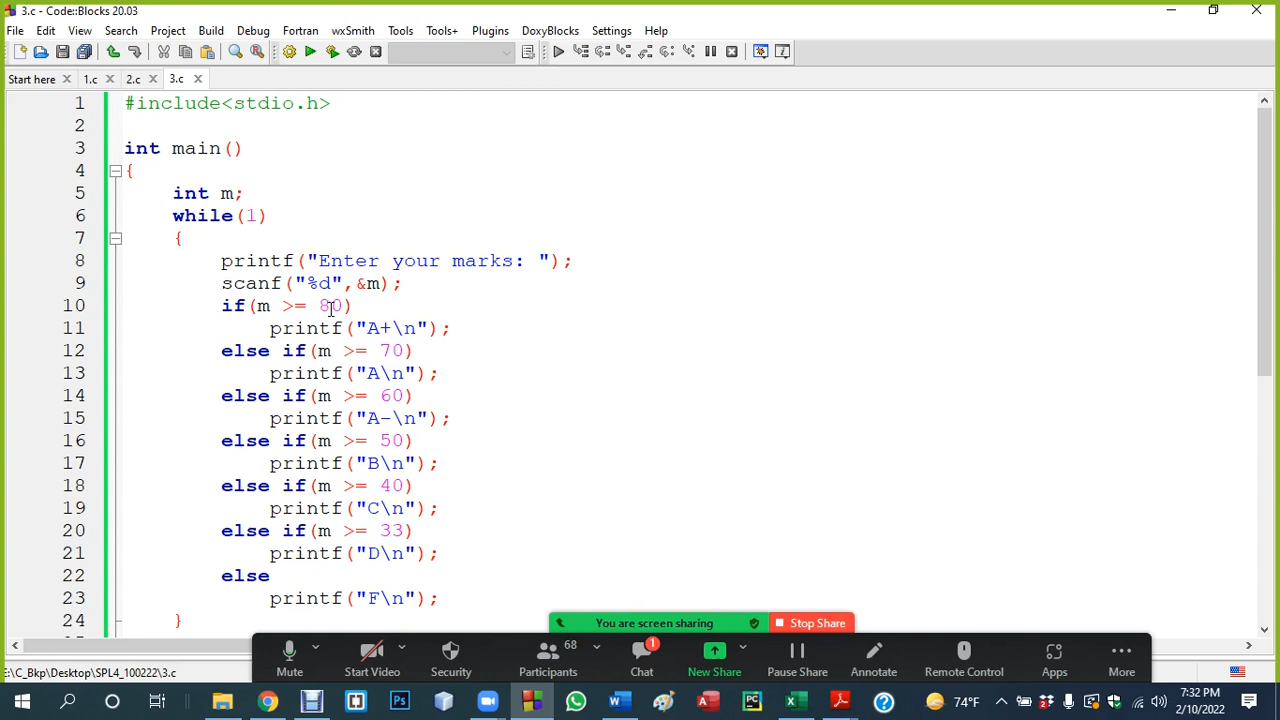 3.c - Code::Blocks 20.03
File Edit View Search Project Build Debug Fortran wxSmith Tools Tools+ Plugins DoxyBlocks Settings Help
Start here 1.c 2.c 3.c
1 #include<stdio.h>
2
3 int main()
4 {
5 int m;
6 while(1)
7 {
8 printf("Enter your marks: ");
9 scanf("%d",&m);
10 if(m >= 80)
11 printf("A+\n");
12 else if(m >= 70)
13 printf("A\n");
14 else if(m >= 60)
15 printf("A-\n");
16 else if(m >= 50)
17 printf("B\n");
18 else if(m >= 40)
19 printf("C\n");
20 else if(m >= 33)
21 printf("D\n");
22 else
23 printf("F\n");
24 }
You are screen sharing Stop Share
68 1
Mute Start Video Security Participants Chat New Share Pause Share Annotate Remote Control Apps More
:\C_Bkp\Desktop\SPL4_100222\3.c
74°F 7:32 PM
2/10/2022